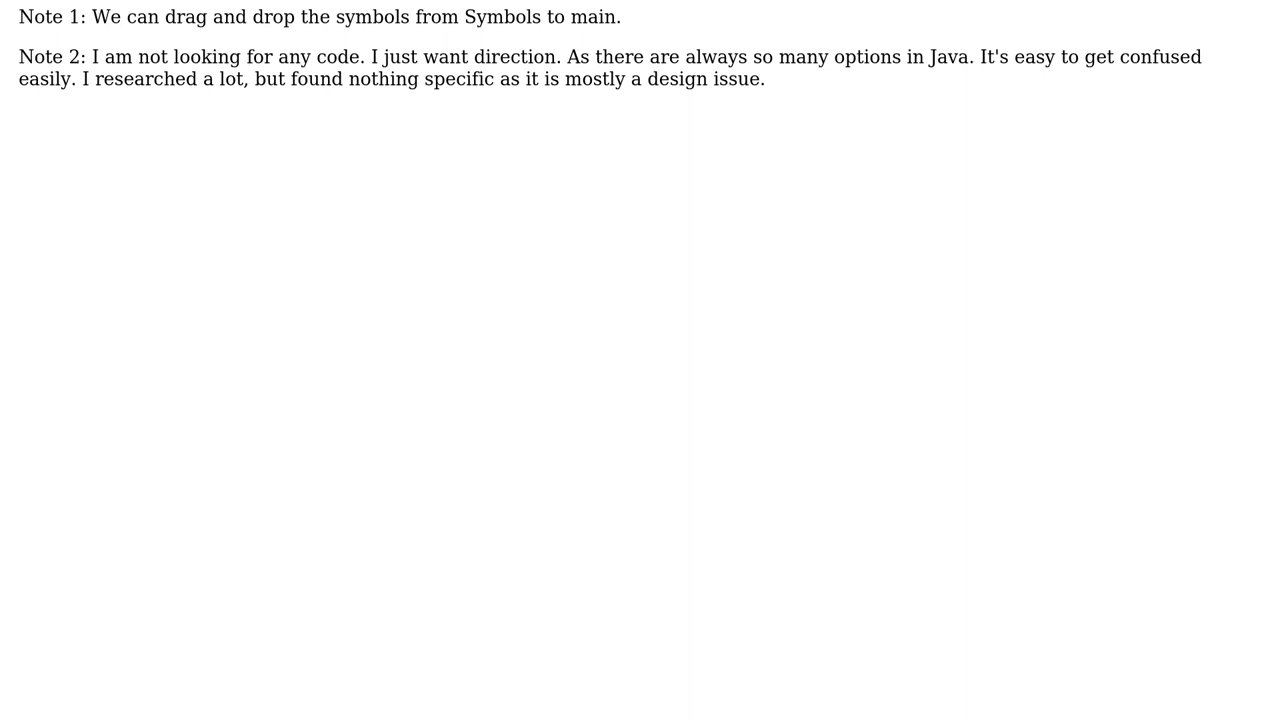 Note 1: We can drag and drop the symbols from Symbols to main.
Note 2: I am not looking for any code. I just want direction. As there are always so many options in Java. It's easy to get confused
easily. I researched a lot, but found nothing specific as it is mostly a design issue.